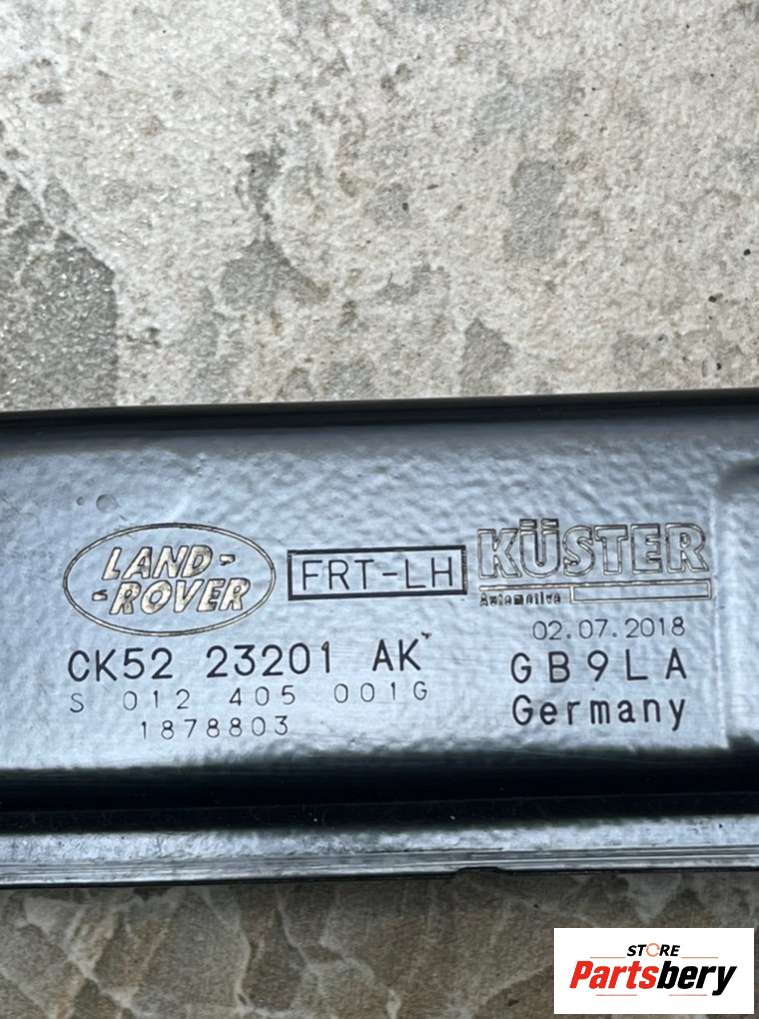 LAND-
-ROVER
FRT-LH
KÜSTER
Automotive
02.07.2018
CK52 23201 AK
GB9LA
S 012 405 001G
Germany
1878803
STORE
Partsbery